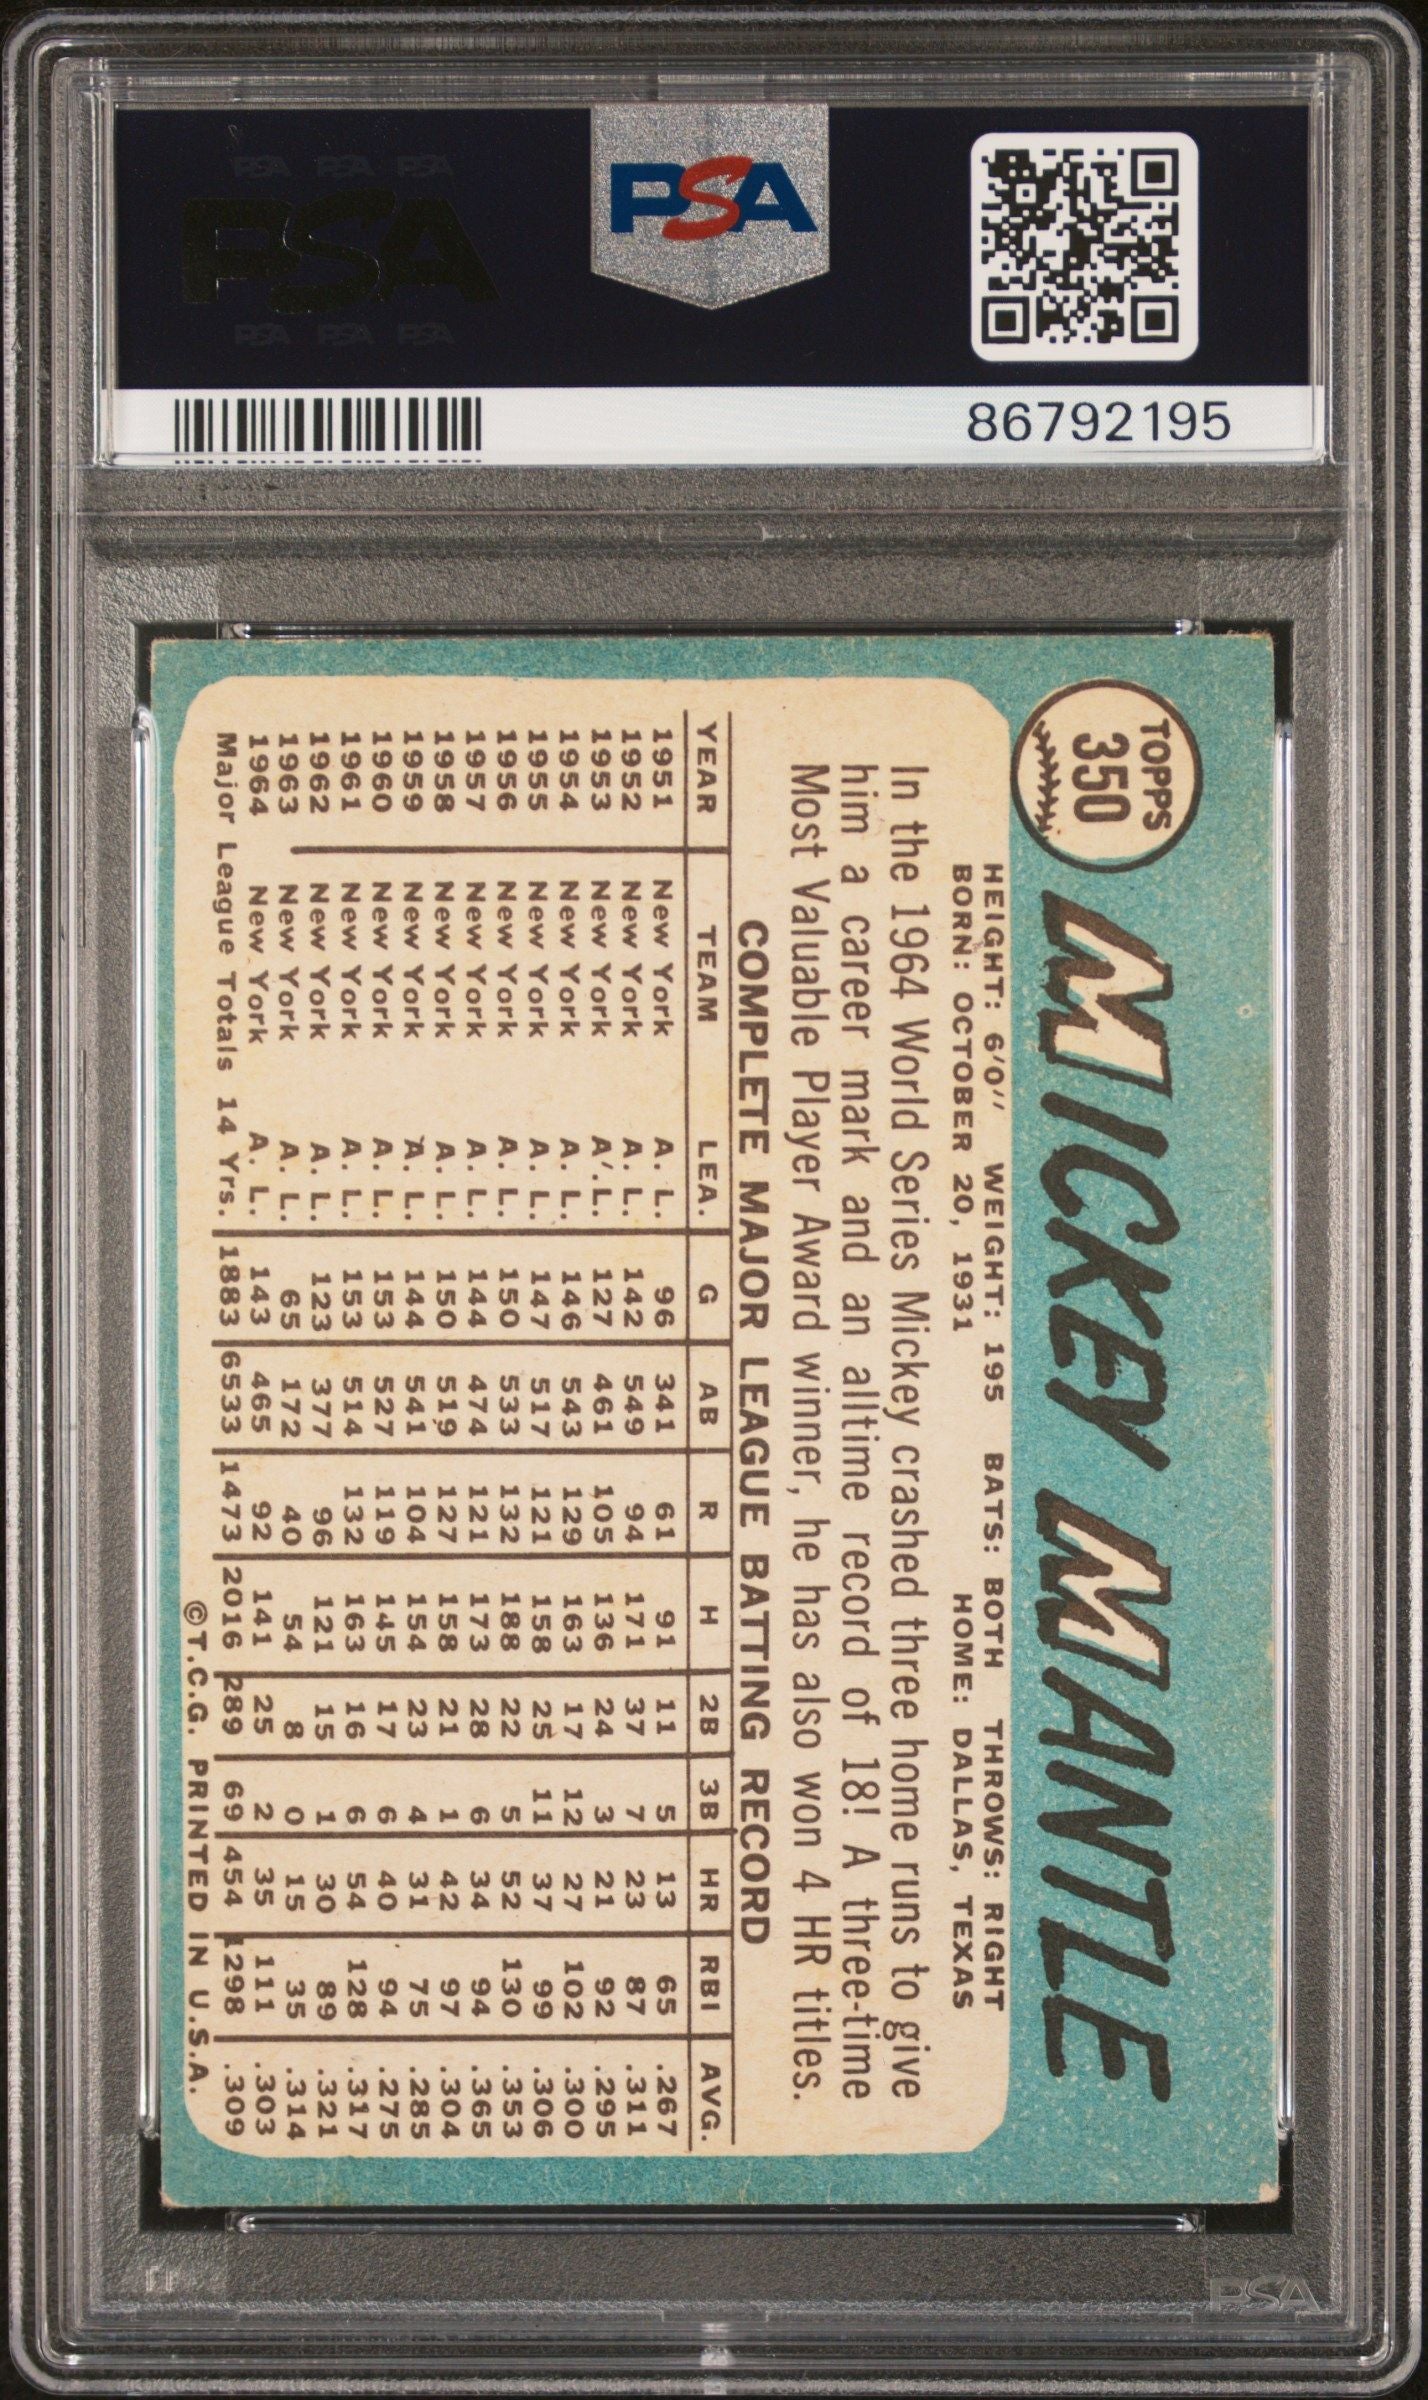 PSA PSA PSA
PSA
PSA PSA PSA
PSA
86792195
TOPPS
350
MICKEY MANTLE
HEIGHT: 6'0" WEIGHT: 195 BATS: BOTH THROWS: RIGHT
BORN: OCTOBER 20, 1931 HOME: DALLAS, TEXAS
In the 1964 World Series Mickey crashed three home runs to give
him a career mark and an alltime record of 18! A three-time
Most Valuable Player Award winner, he has also won 4 HR titles.
COMPLETE MAJOR LEAGUE BATTING RECORD
YEAR TEAM LEA. G AB R H 2B 3B HR RBI AVG.
1951 New York A. L. 96 341 61 91 11 5 13 65 .267
1952 New York A. L. 142 549 94 171 37 7 23 87 .311
1953 New York A. L. 127 461 105 136 24 3 21 92 .295
1954 New York A. L. 146 543 129 163 17 12 27 102 .300
1955 New York A. L. 147 517 121 158 25 11 37 99 .306
1956 New York A. L. 150 533 132 188 22 5 52 130 .353
1957 New York A. L. 144 474 121 173 28 6 34 94 .365
1958 New York A. L. 150 519 127 158 21 1 42 97 .304
1959 New York A. L. 144 541 104 154 23 4 31 75 .285
1960 New York A. L. 153 527 119 145 17 6 40 94 .275
1961 New York A. L. 153 514 132 163 16 6 54 128 .317
1962 New York A. L. 123 377 96 121 15 1 30 89 .321
1963 New York A. L. 65 172 40 54 8 0 15 35 .314
1964 New York A. L. 143 465 92 141 25 2 35 111 .303
Major League Totals 14 Yrs. 1883 6533 1473 2016 289 69 454 1298 .309
©T.C.G. PRINTED IN U.S.A.
PSA